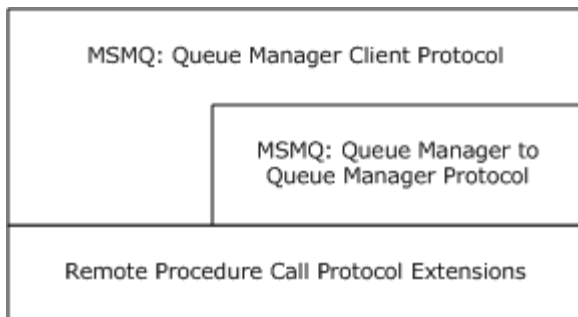 MSMQ: Queue Manager Client Protocol
MSMQ: Queue Manager to
Queue Manager Protocol
Remote Procedure Call Protocol Extensions